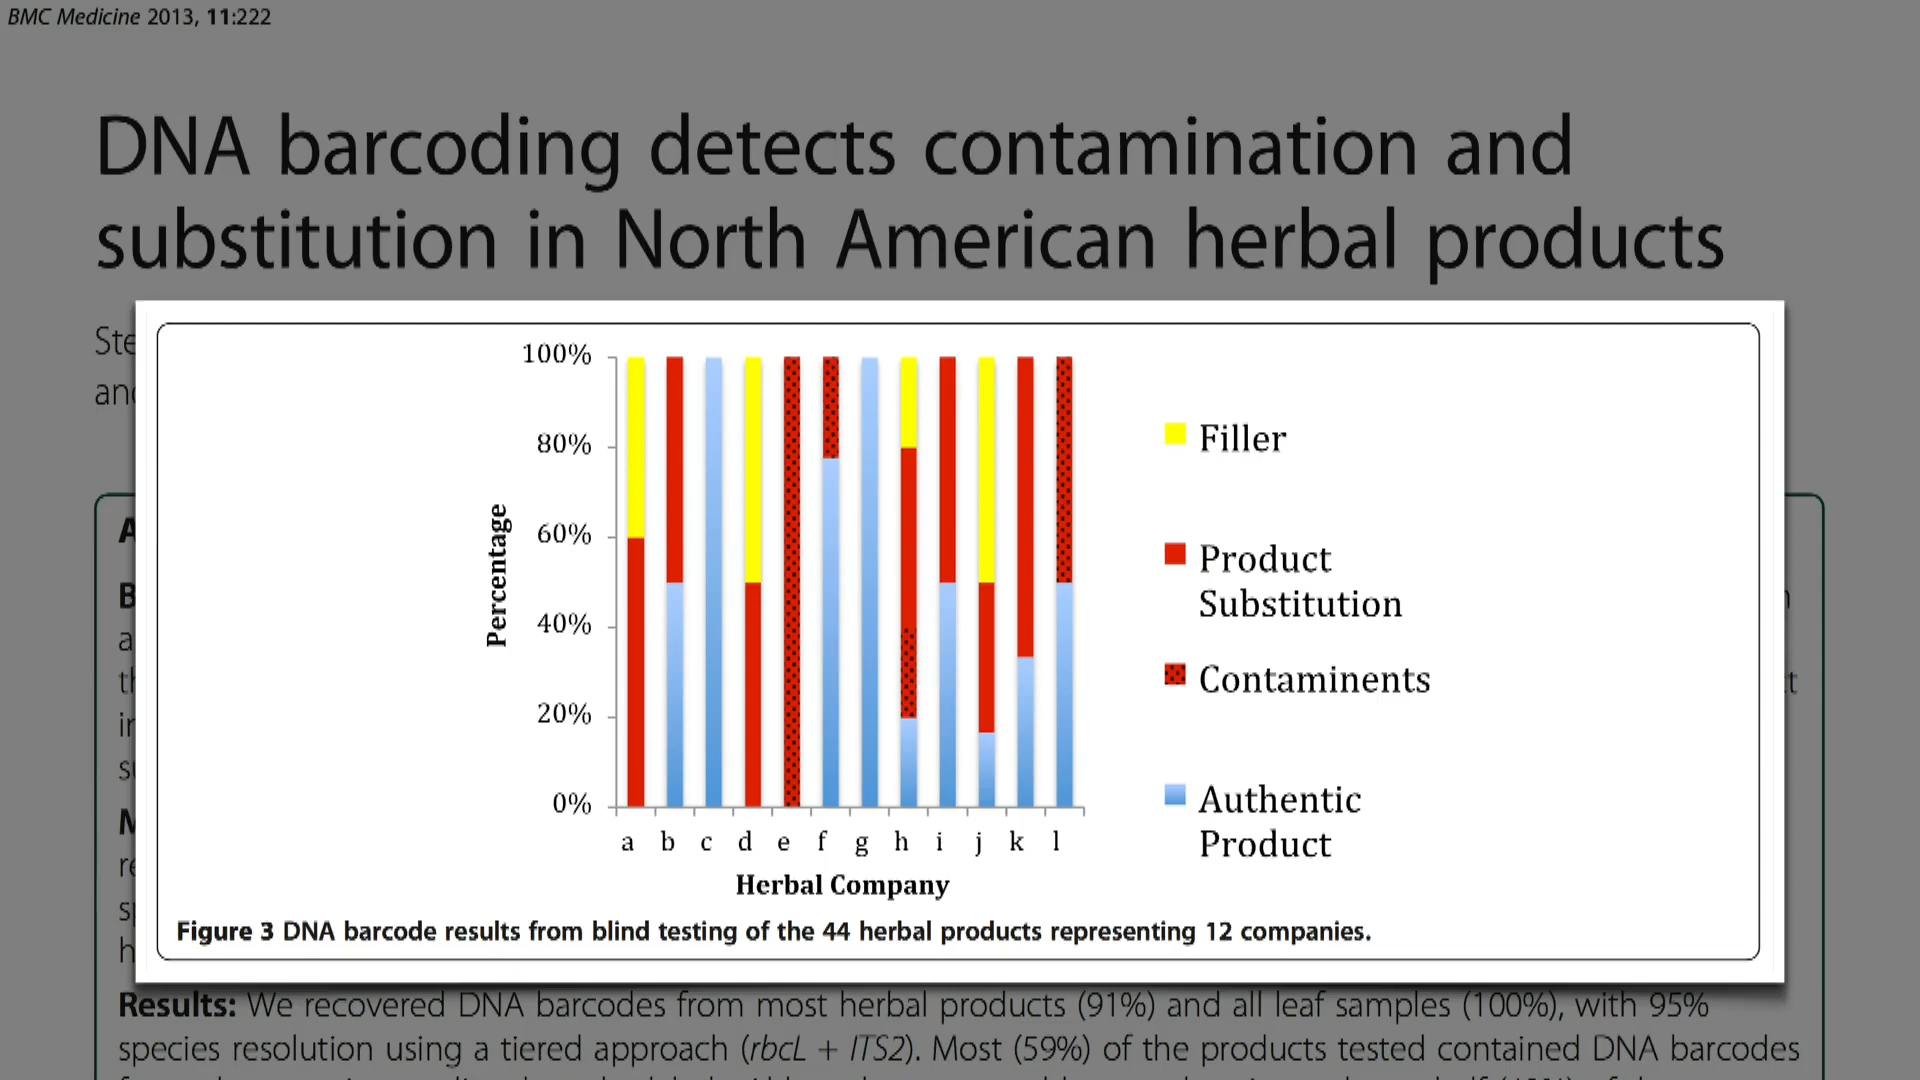 BMC Medicine 2013, 11:222
DNA barcoding detects contamination and
substitution in North American herbal products
100%
80%
60%
40%
20%
0%
Percentage
a b c d e f g h i j k l
Herbal Company
Filler
Product
Substitution
Contaminents
Authentic
Product
Figure 3 DNA barcode results from blind testing of the 44 herbal products representing 12 companies.
Results: We recovered DNA barcodes from most herbal products (91%) and all leaf samples (100%), with 95%
species resolution using a tiered approach (rbcL + ITS2). Most (59%) of the products tested contained DNA barcodes